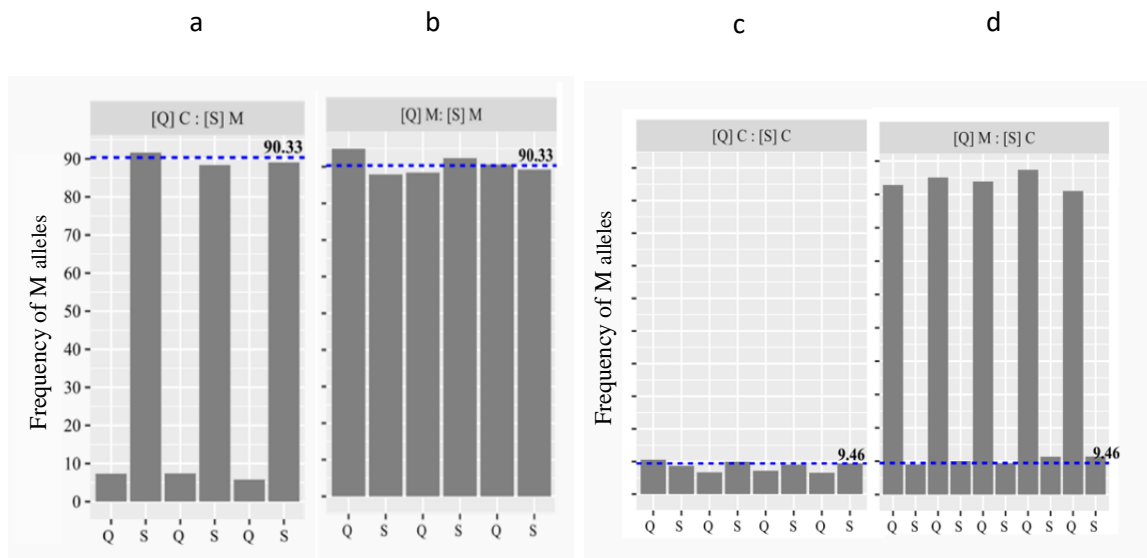 a b c d
[Q] C : [S] M
[Q] M: [S] M
[Q] C : [S] C
[Q] M : [S] C
Frequency of M alleles
90
80
70
60
50
40
30
20
10
0
90.33
90.33
Frequency of M alleles
9.46
9.46
Q S Q S Q S
Q S Q S Q S
Q S Q S Q S Q S Q S
Q S Q S Q S Q S Q S